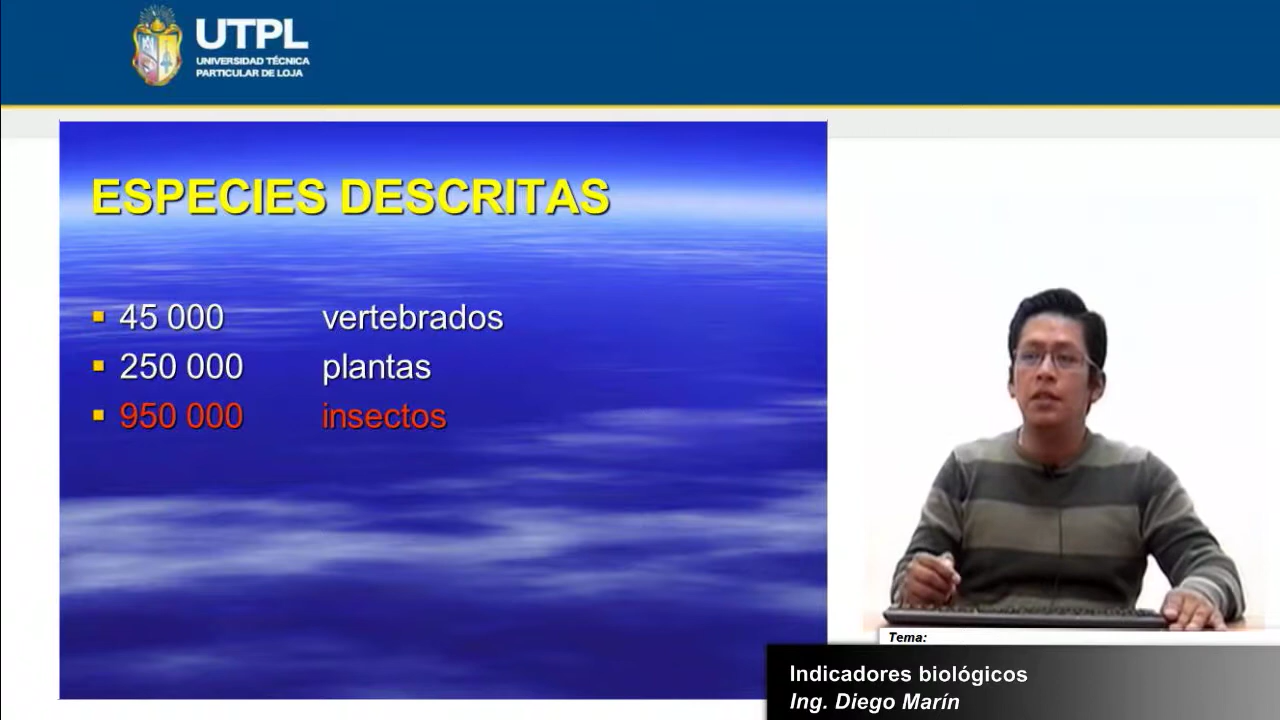 UTPL
UNIVERSIDAD TÉCNICA
PARTICULAR DE LOJA
ESPECIES DESCRITAS
45 000 vertebrados
250 000 plantas
950 000 insectos
Tema:
Indicadores biológicos
Ing. Diego Marín